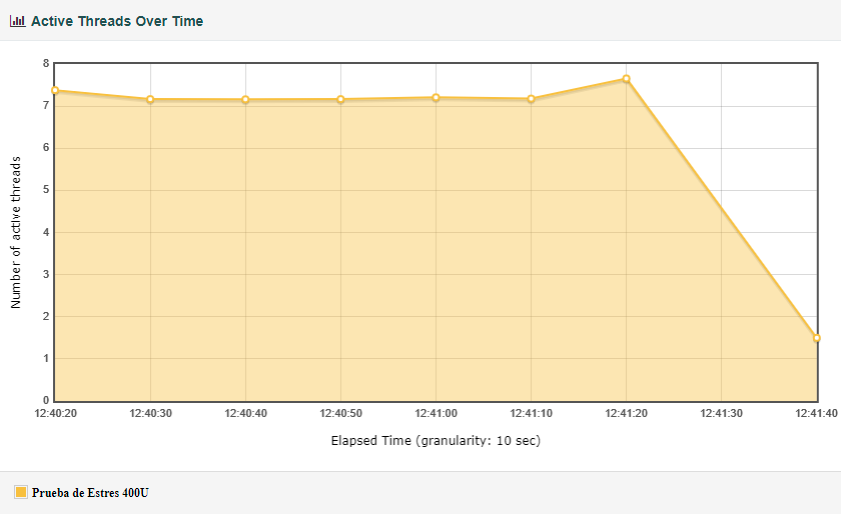 Active Threads Over Time
Number of active threads
8
7
6
5
4
3
2
1
0
12:40:20 12:40:30 12:40:40 12:40:50 12:41:00 12:41:10 12:41:20 12:41:30 12:41:40
Elapsed Time (granularity: 10 sec)
Prueba de Estres 400U